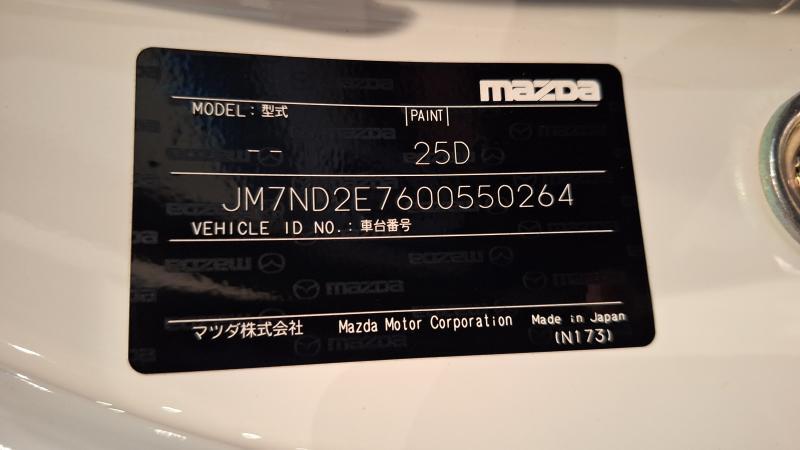 mazda
MODEL : 型式 PAINT
-- 25D
JM7ND2E7600550264
VEHICLE ID NO. : 車台番号
マツダ株式会社 Mazda Motor Corporation Made in Japan
(N173)